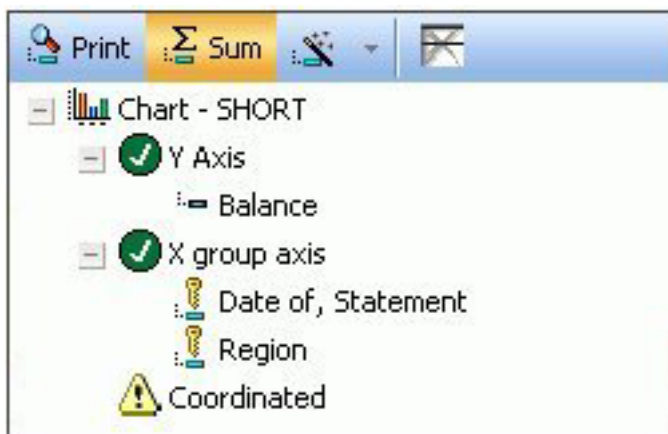 Print Sum
Chart - SHORT
Y Axis
Balance
X group axis
Date of, Statement
Region
Coordinated